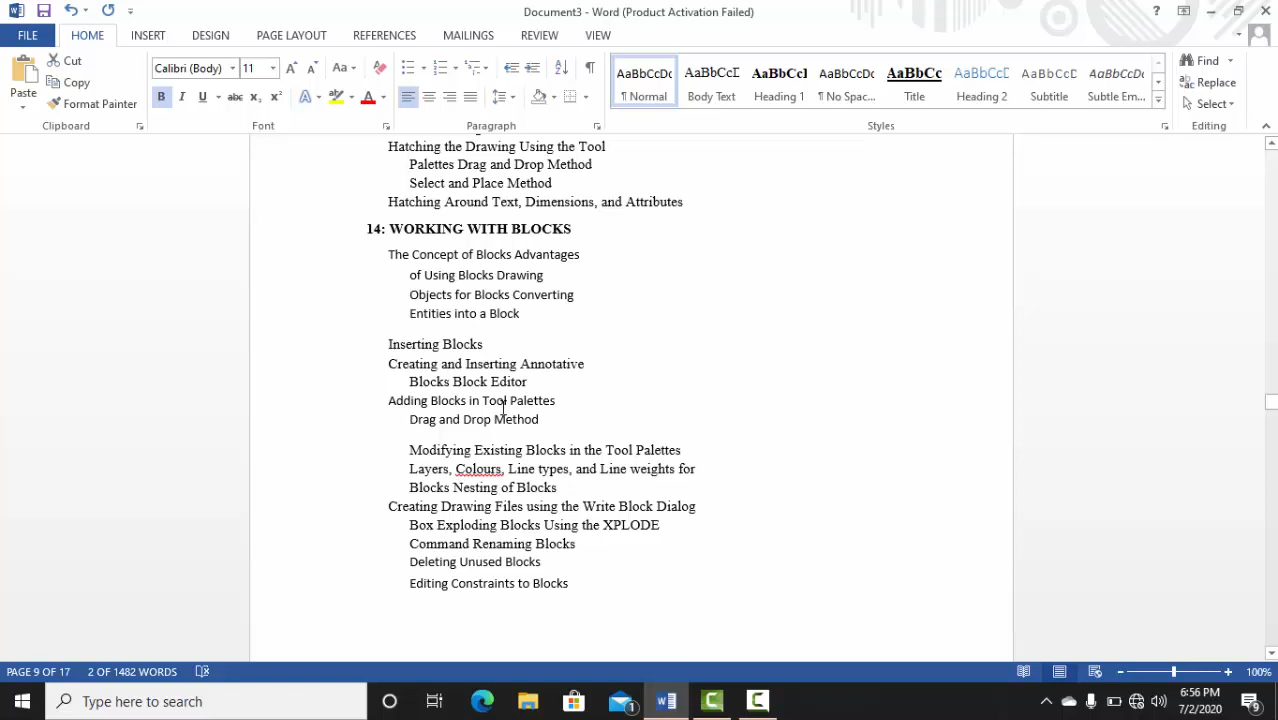 Document3 - Word (Product Activation Failed)
FILE HOME INSERT DESIGN PAGE LAYOUT REFERENCES MAILINGS REVIEW VIEW
Paste
Cut
Copy
Format Painter
Clipboard
Calibri (Body) 11
Font
Paragraph
AaBbCcDc AaBbCcDc AaBbCcI AaBbCcDc AaBbCc AaBbCcDc AaBbCcDc AaBbCcDc
¶ Normal Body Text Heading 1 ¶ No Spac... Title Heading 2 Subtitle Subtle Em...
Styles
Find
Replace
Select
Editing
Hatching the Drawing Using the Tool
Palettes Drag and Drop Method
Select and Place Method
Hatching Around Text, Dimensions, and Attributes
14: WORKING WITH BLOCKS
The Concept of Blocks Advantages
of Using Blocks Drawing
Objects for Blocks Converting
Entities into a Block
Inserting Blocks
Creating and Inserting Annotative
Blocks Block Editor
Adding Blocks in Tool Palettes
Drag and Drop Method
Modifying Existing Blocks in the Tool Palettes
Layers, Colours, Line types, and Line weights for
Blocks Nesting of Blocks
Creating Drawing Files using the Write Block Dialog
Box Exploding Blocks Using the XPLODE
Command Renaming Blocks
Deleting Unused Blocks
Editing Constraints to Blocks
PAGE 9 OF 17 2 OF 1482 WORDS 100%
Type here to search
6:56 PM
7/2/2020